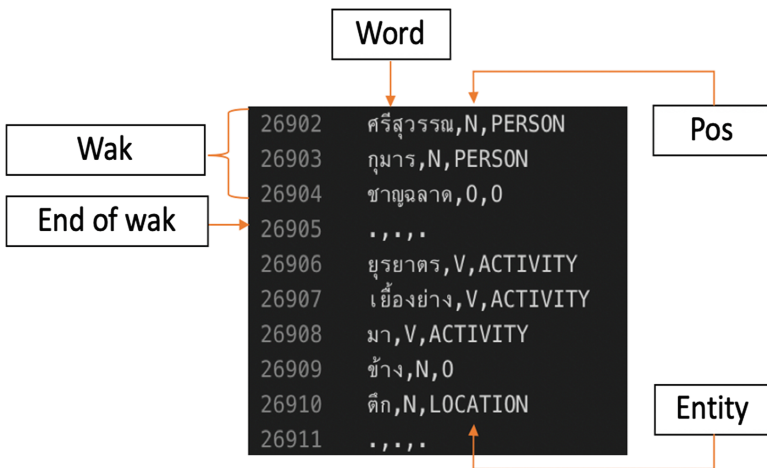 Word
Pos
Wak
End of wak
26902 ศรีสุวรรณ,N,PERSON
26903 กุมาร,N,PERSON
26904 ชาญฉลาด,O,O
26905 .,.,.
26906 ยุรยาตร,V,ACTIVITY
26907 เยื้องย่าง,V,ACTIVITY
26908 มา,V,ACTIVITY
26909 ข้าง,N,O
26910 ตึก,N,LOCATION
26911 .,.,.
Entity